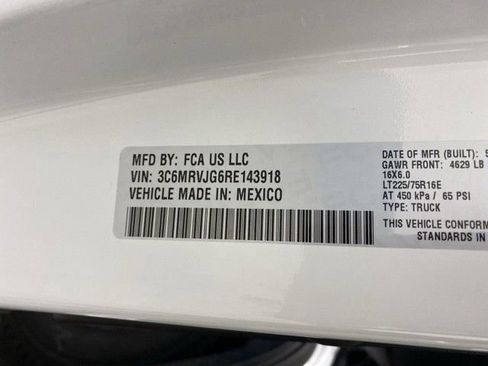 MFD BY: FCA US LLC
VIN: 3C6MRVJG6RE143918
VEHICLE MADE IN: MEXICO
DATE OF MFR (BUILT): 5
GAWR FRONT: 4629 LB
16X6.0
LT225/75R16E
AT 450 kPa / 65 PSI
TYPE: TRUCK
THIS VEHICLE CONFORM
STANDARDS IN